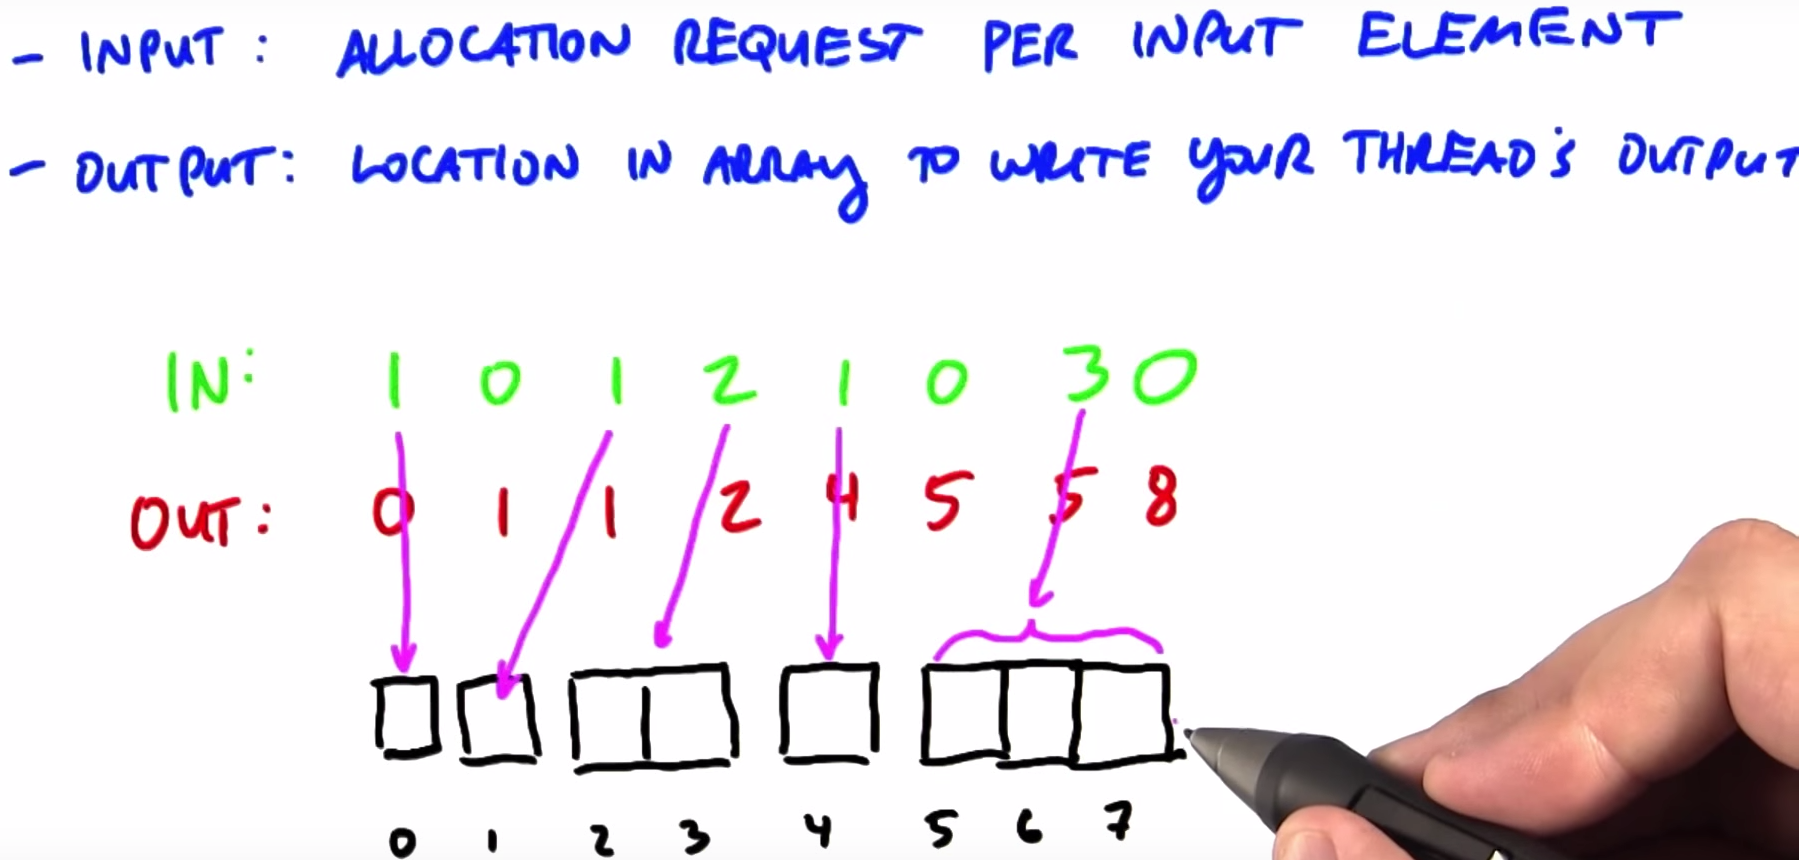 - INPUT: ALLOCATION REQUEST PER INPUT ELEMENT
- OUTPUT: LOCATION IN ARRAY TO WRITE YOUR THREAD'S OUTPUT
IN: 1 0 1 2 1 0 3 0
OUT: 0 1 1 2 4 5 5 8
0 1 2 3 4 5 6 7